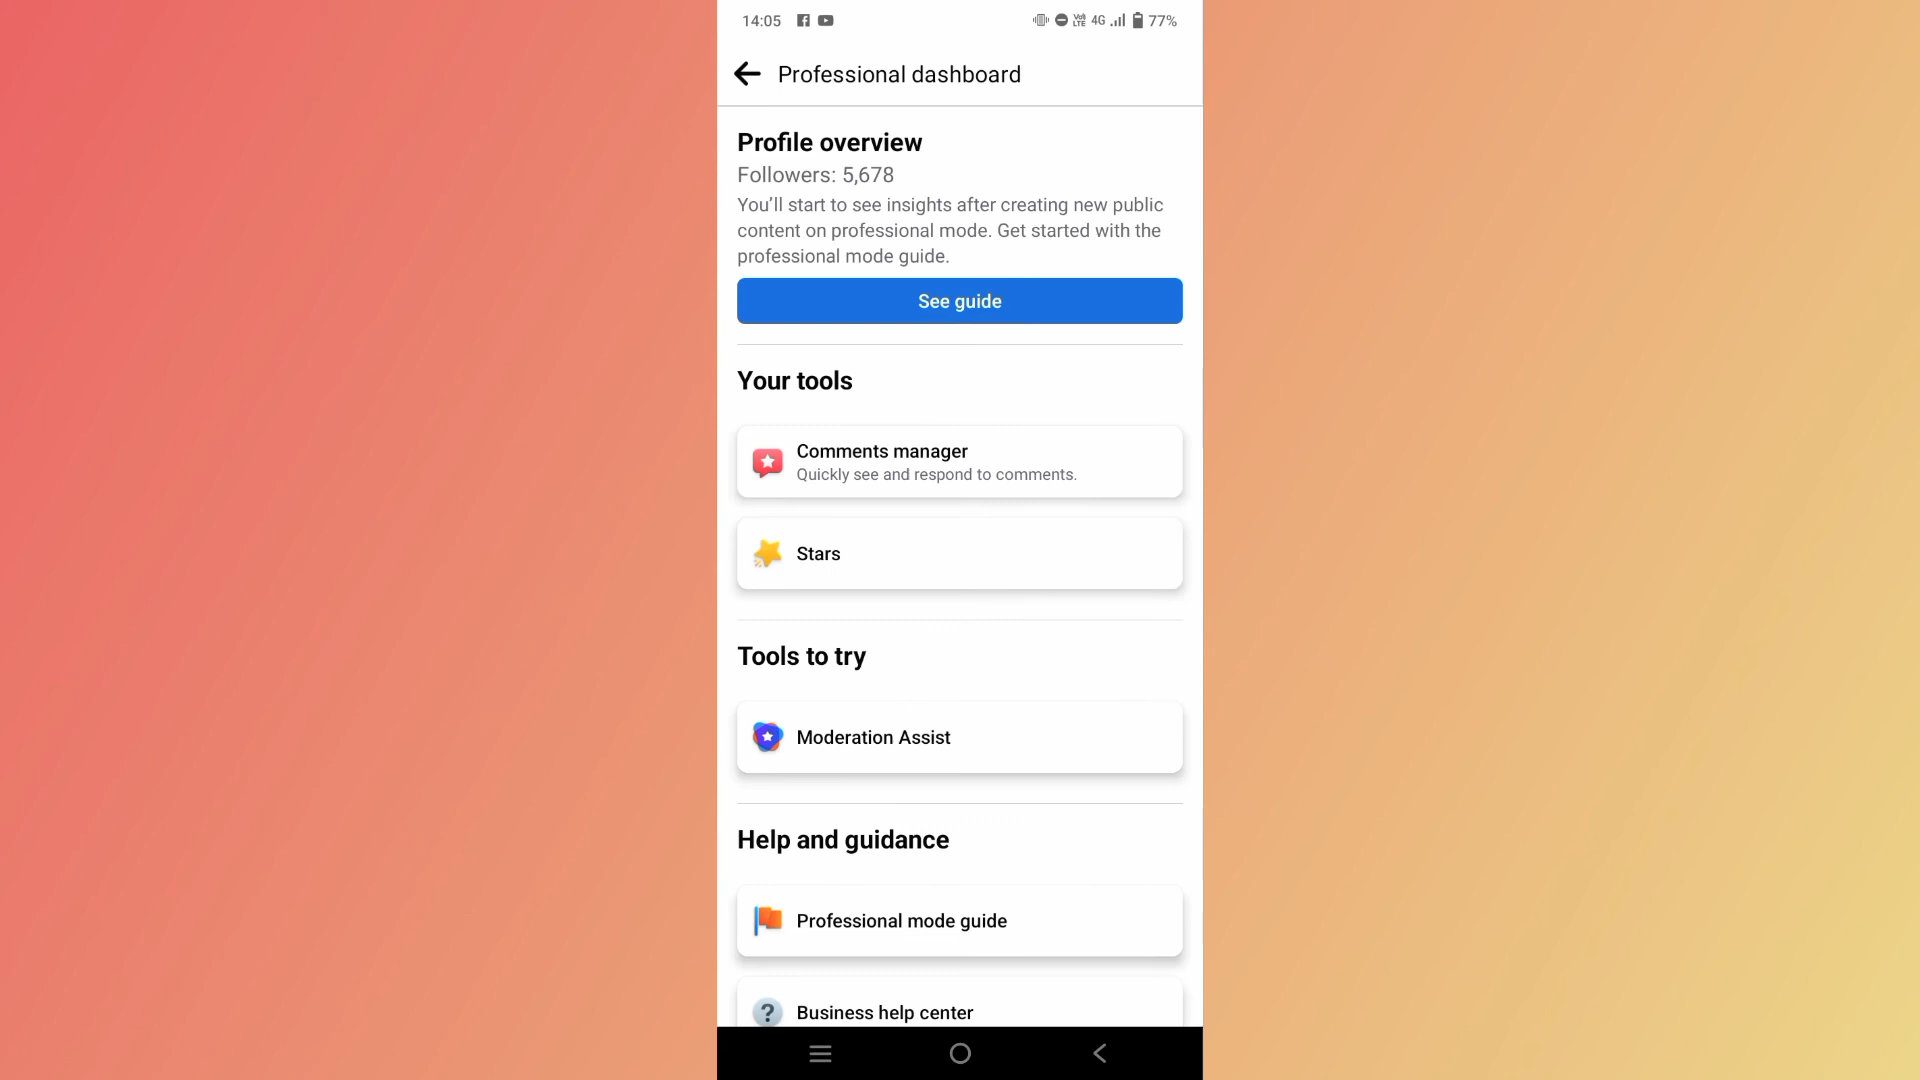 14:05 Vo) LTE 4G 77%
Professional dashboard
Profile overview
Followers: 5,678
You’ll start to see insights after creating new public
content on professional mode. Get started with the
professional mode guide.
See guide
Your tools
Comments manager
Quickly see and respond to comments.
Stars
Tools to try
Moderation Assist
Help and guidance
Professional mode guide
? Business help center